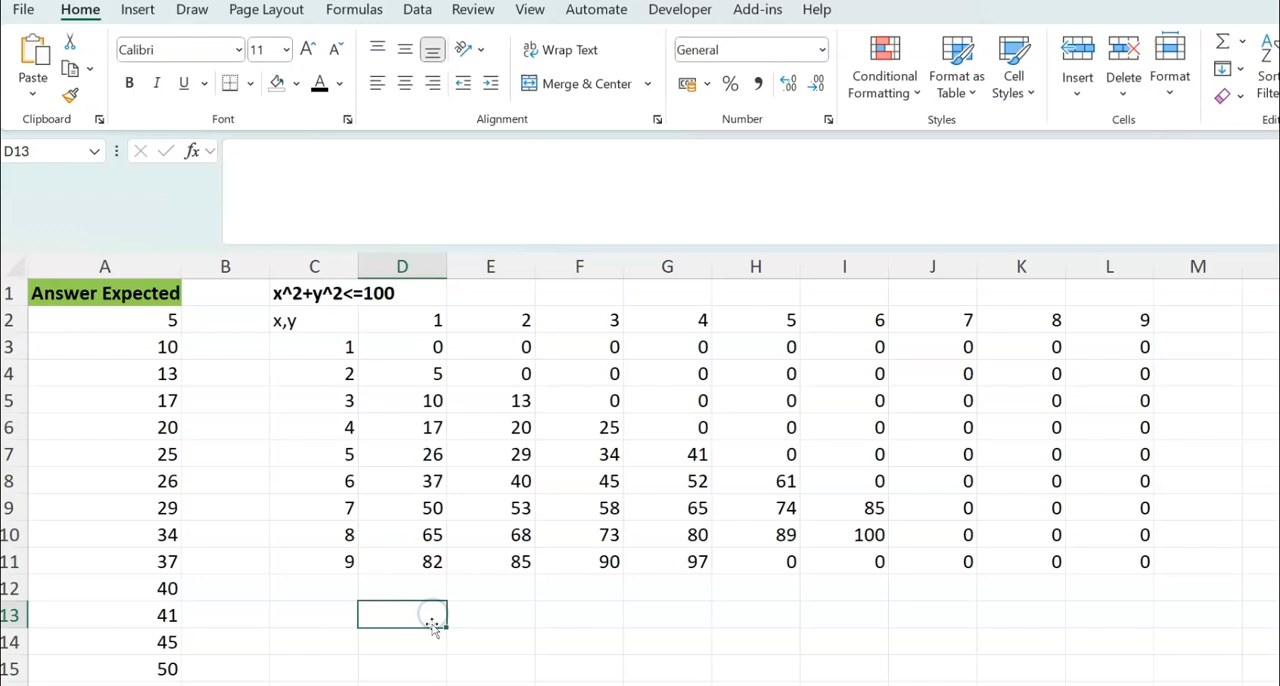 File Home Insert Draw Page Layout Formulas Data Review View Automate Developer Add-ins Help
Calibri 11 A A ab Wrap Text General
Paste B I U A Merge & Center % Conditional Formatting Format as Table Cell Styles Insert Delete Format
Clipboard Font Alignment Number Styles Cells
D13 fx
A B C D E F G H I J K L M
1 Answer Expected x^2+y^2<=100
2 5 x,y 1 2 3 4 5 6 7 8 9
3 10 1 0 0 0 0 0 0 0 0 0
4 13 2 5 0 0 0 0 0 0 0 0
5 17 3 10 13 0 0 0 0 0 0 0
6 20 4 17 20 25 0 0 0 0 0 0
7 25 5 26 29 34 41 0 0 0 0 0
8 26 6 37 40 45 52 61 0 0 0 0
9 29 7 50 53 58 65 74 85 0 0 0
10 34 8 65 68 73 80 89 100 0 0 0
11 37 9 82 85 90 97 0 0 0 0 0
12 40
13 41
14 45
15 50